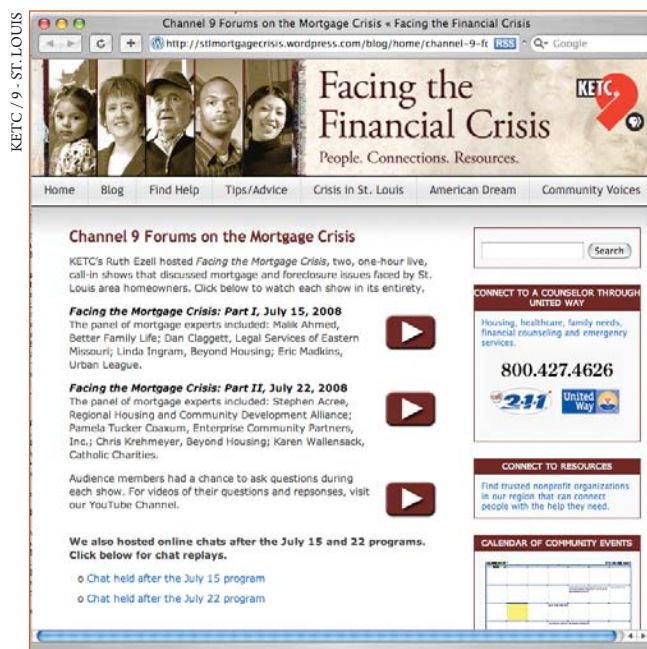 KETC / 9 - ST. LOUIS
Channel 9 Forums on the Mortgage Crisis « Facing the Financial Crisis
http://stlmortgagecrisis.wordpress.com/blog/home/channel-9-fc RSS Google
Facing the
Financial Crisis
People. Connections. Resources.
KETC 9
Home Blog Find Help Tips/Advice Crisis in St. Louis American Dream Community Voices
Channel 9 Forums on the Mortgage Crisis
KETC's Ruth Ezell hosted Facing the Mortgage Crisis, two, one-hour live,
call-in shows that discussed mortgage and foreclosure issues faced by St.
Louis area homeowners. Click below to watch each show in its entirety.
Facing the Mortgage Crisis: Part I, July 15, 2008
The panel of mortgage experts included: Malik Ahmed,
Better Family Life; Dan Claggett, Legal Services of Eastern
Missouri; Linda Ingram, Beyond Housing; Eric Madkins,
Urban League.
Facing the Mortgage Crisis: Part II, July 22, 2008
The panel of mortgage experts included: Stephen Acree,
Regional Housing and Community Development Alliance;
Pamela Tucker Coaxum, Enterprise Community Partners,
Inc.; Chris Krehmeyer, Beyond Housing; Karen Wallensack,
Catholic Charities.
Audience members had a chance to ask questions during
each show. For videos of their questions and repsonses, visit
our YouTube Channel.
We also hosted online chats after the July 15 and 22 programs.
Click below for chat replays.
o Chat held after the July 15 program
o Chat held after the July 22 program
Search
CONNECT TO A COUNSELOR THROUGH
UNITED WAY
Housing, healthcare, family needs,
financial counseling and emergency
services.
800.427.4626
2-1-1 United
Way
CONNECT TO RESOURCES
Find trusted nonprofit organizations
in our region that can connect
people with the help they need.
CALENDAR OF COMMUNITY EVENTS